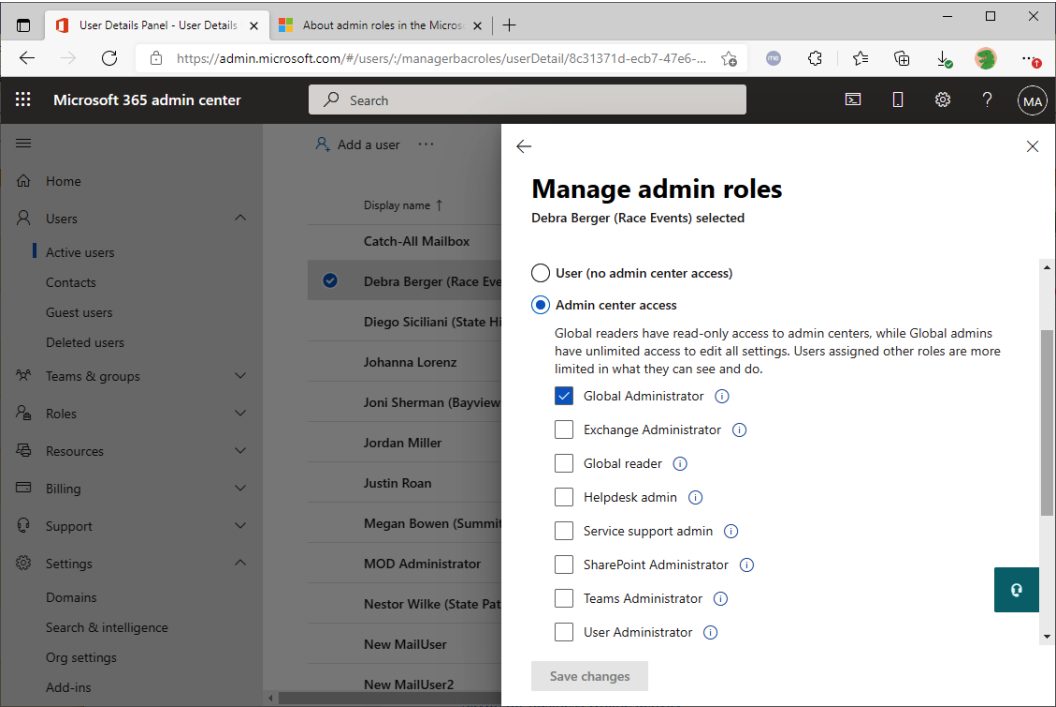 User Details Panel - User Details
About admin roles in the Micros
https://admin.microsoft.com/#/users/:/managerbacroles/userDetail/8c31371d-ecb7-47e6-...
Microsoft 365 admin center
Search
MA
Home
Users
Active users
Contacts
Guest users
Deleted users
Teams & groups
Roles
Resources
Billing
Support
Settings
Domains
Search & intelligence
Org settings
Add-ins
Add a user ...
Display name ↑
Catch-All Mailbox
Debra Berger (Race Eve
Diego Siciliani (State Hi
Johanna Lorenz
Joni Sherman (Bayview
Jordan Miller
Justin Roan
Megan Bowen (Summit
MOD Administrator
Nestor Wilke (State Pat
New MailUser
New MailUser2
Manage admin roles
Debra Berger (Race Events) selected
User (no admin center access)
Admin center access
Global readers have read-only access to admin centers, while Global admins
have unlimited access to edit all settings. Users assigned other roles are more
limited in what they can see and do.
Global Administrator
Exchange Administrator
Global reader
Helpdesk admin
Service support admin
SharePoint Administrator
Teams Administrator
User Administrator
Save changes